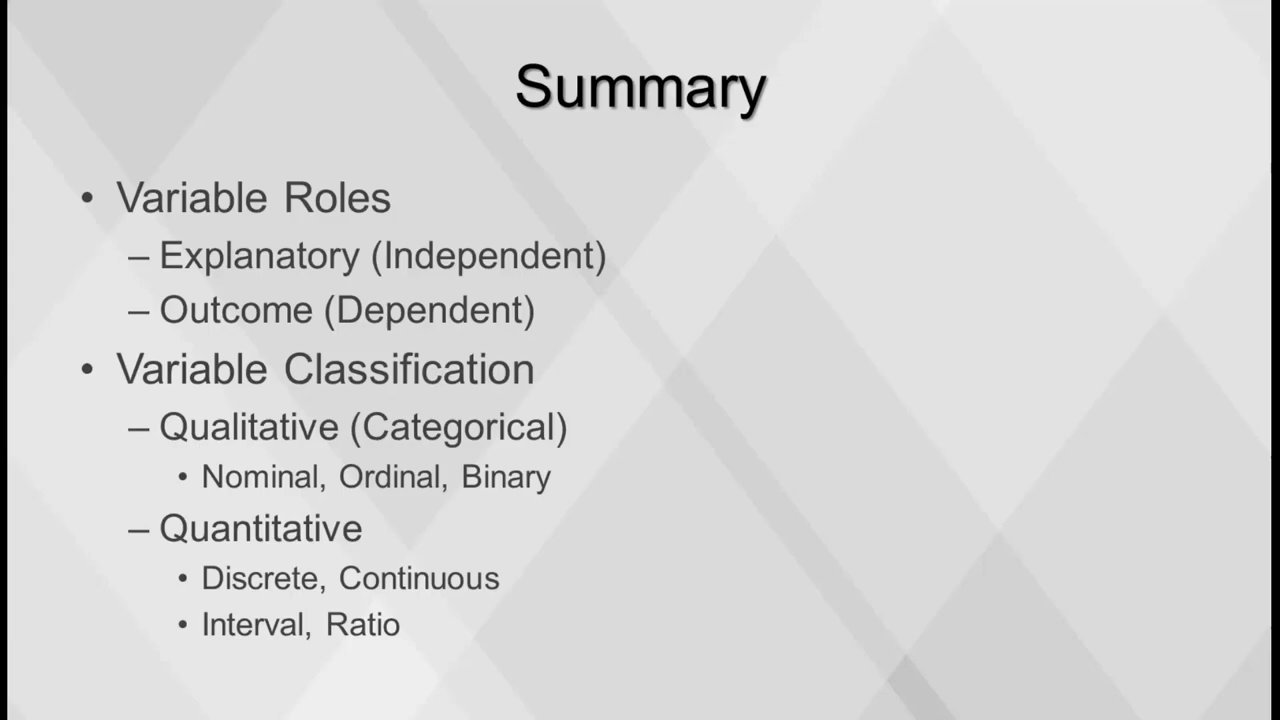 Summary
• Variable Roles
– Explanatory (Independent)
– Outcome (Dependent)
• Variable Classification
– Qualitative (Categorical)
• Nominal, Ordinal, Binary
– Quantitative
• Discrete, Continuous
• Interval, Ratio